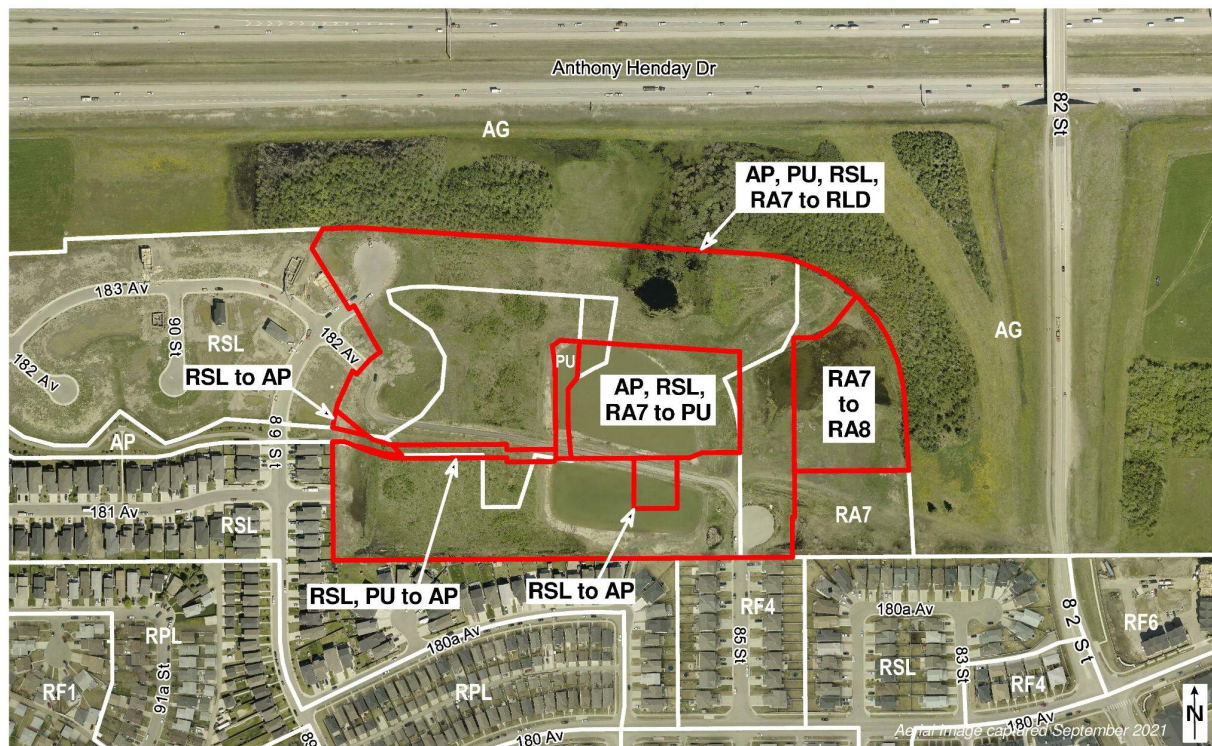 Anthony Henday Dr
82 St
AG
AP, PU, RSL,
RA7 to RLD
183 Av
90 St
RSL
182 Av
182 Av
AG
RSL to AP
PU
AP, RSL,
RA7 to PU
RA7
to
RA8
AP
89 St
181 Av
RSL
RA7
RSL, PU to AP
RSL to AP
RPL
91a St
RF1
180a Av
RPL
RF4
85 St
180a Av
RSL
83 St
RF4
82 St
RF6
89
180 Av
180 Av
Aerial Image captured September 2021
N